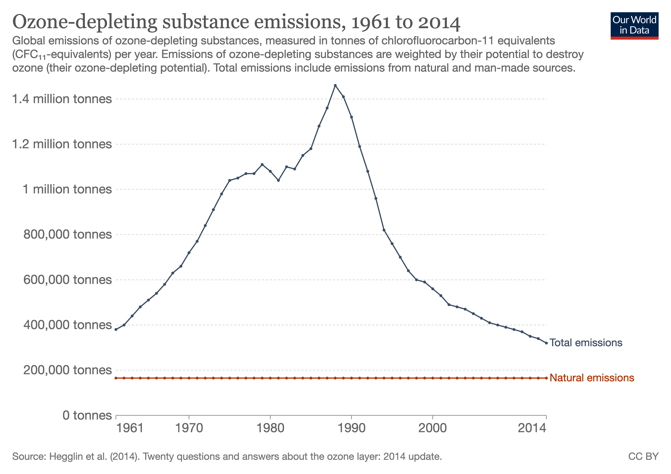 Ozone-depleting substance emissions, 1961 to 2014
Our World
in Data
Global emissions of ozone-depleting substances, measured in tonnes of chlorofluorocarbon-11 equivalents
(CFC₁₁-equivalents) per year. Emissions of ozone-depleting substances are weighted by their potential to destroy
ozone (their ozone-depleting potential). Total emissions include emissions from natural and man-made sources.
1.4 million tonnes
1.2 million tonnes
1 million tonnes
800,000 tonnes
600,000 tonnes
400,000 tonnes
Total emissions
200,000 tonnes
Natural emissions
0 tonnes
1961 1970 1980 1990 2000 2014
Source: Hegglin et al. (2014). Twenty questions and answers about the ozone layer: 2014 update.
CC BY